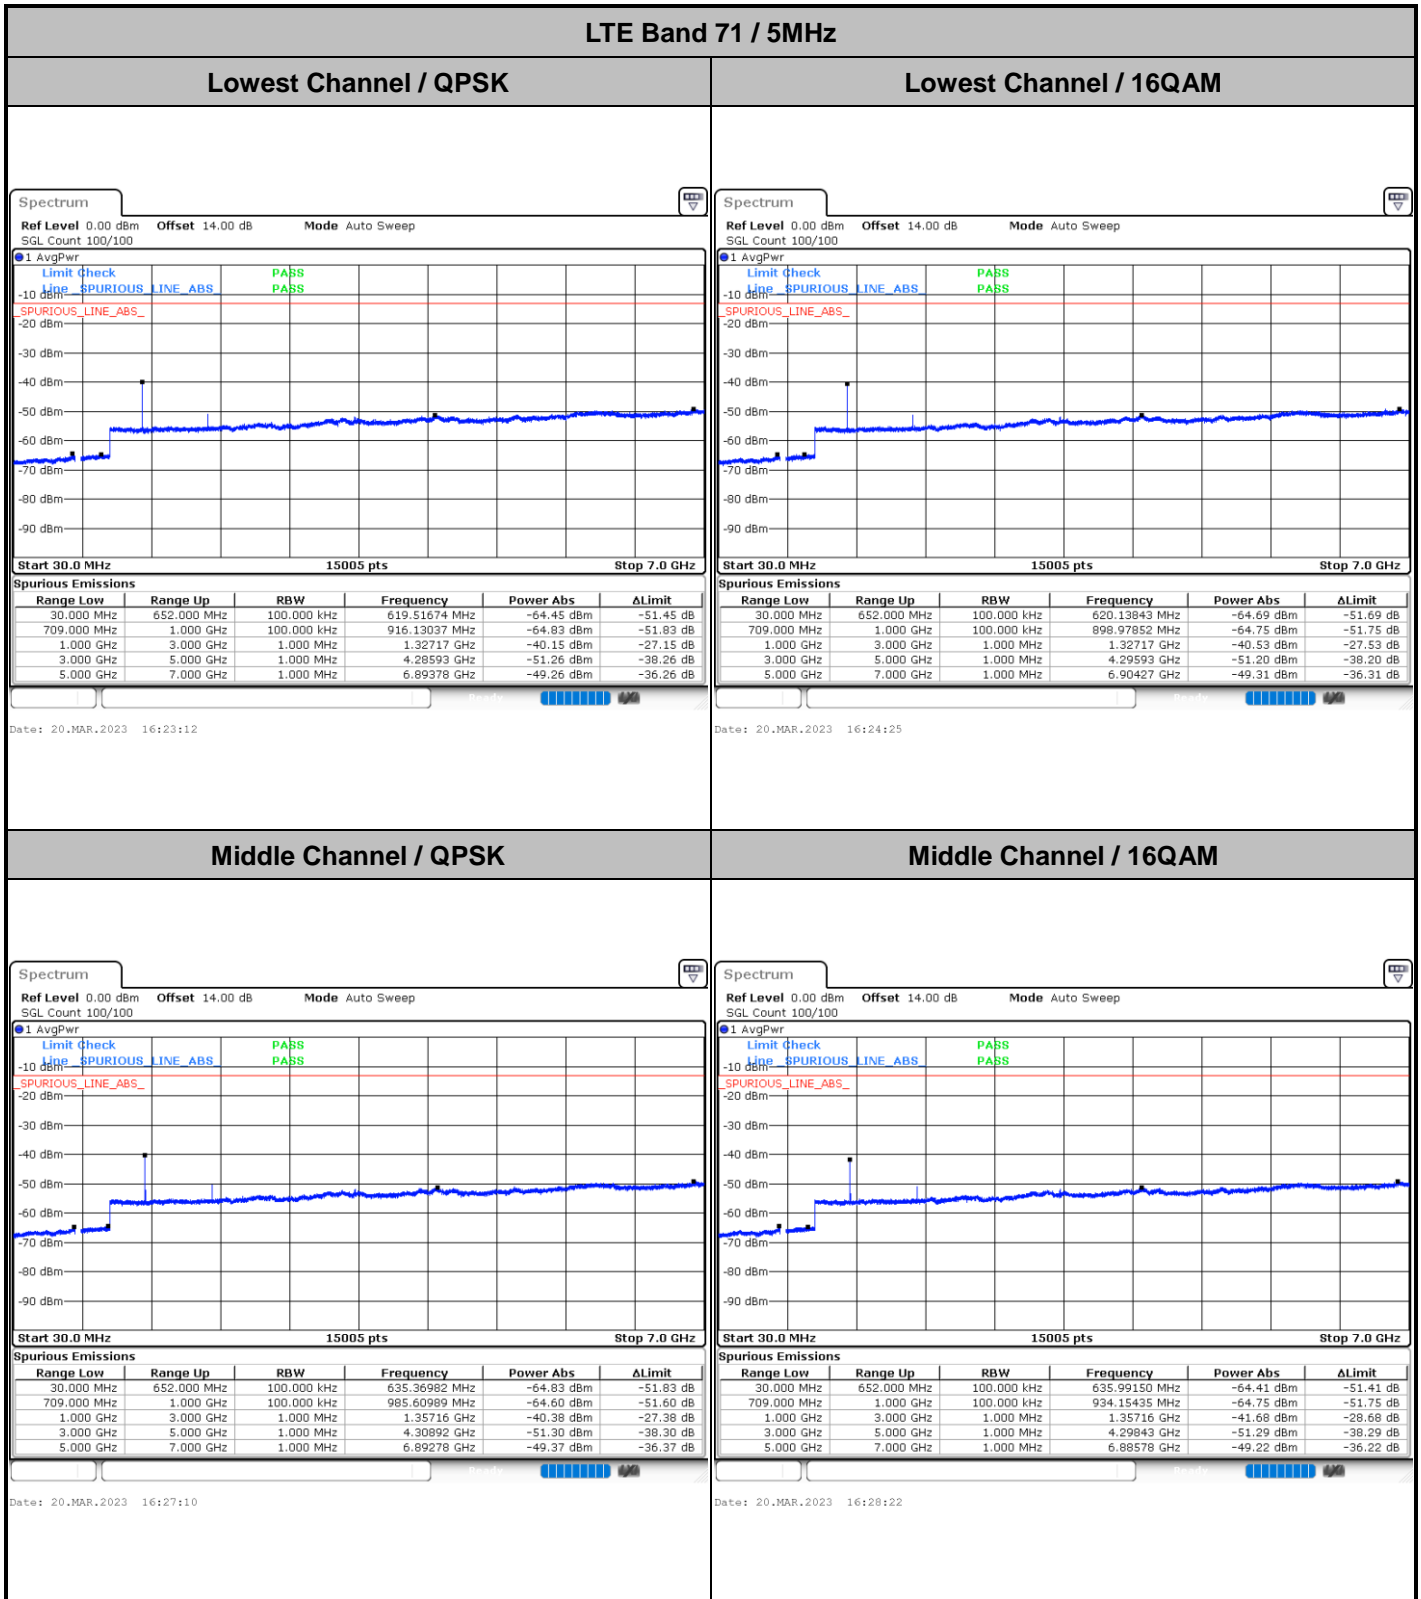 LTE Band 71 / 5MHz
Lowest Channel / QPSK
Lowest Channel / 16QAM
Spectrum
Ref Level 0.00 dBm Offset 14.00 dB Mode Auto Sweep
SGL Count 100/100
1 AvgPwr
Limit Check PASS
Line _SPURIOUS_LINE_ABS_ PASS
-10 dBm
_SPURIOUS_LINE_ABS_
-20 dBm
-30 dBm
-40 dBm
-50 dBm
-60 dBm
-70 dBm
-80 dBm
-90 dBm
Start 30.0 MHz 15005 pts Stop 7.0 GHz
Spurious Emissions
Range Low Range Up RBW Frequency Power Abs ΔLimit
30.000 MHz 652.000 MHz 100.000 kHz 619.51674 MHz -64.45 dBm -51.45 dB
709.000 MHz 1.000 GHz 100.000 kHz 916.13037 MHz -64.83 dBm -51.83 dB
1.000 GHz 3.000 GHz 1.000 MHz 1.32717 GHz -40.15 dBm -27.15 dB
3.000 GHz 5.000 GHz 1.000 MHz 4.28593 GHz -51.26 dBm -38.26 dB
5.000 GHz 7.000 GHz 1.000 MHz 6.89378 GHz -49.26 dBm -36.26 dB
Date: 20.MAR.2023 16:23:12
Spectrum
Ref Level 0.00 dBm Offset 14.00 dB Mode Auto Sweep
SGL Count 100/100
1 AvgPwr
Limit Check PASS
Line _SPURIOUS_LINE_ABS_ PASS
-10 dBm
_SPURIOUS_LINE_ABS_
-20 dBm
-30 dBm
-40 dBm
-50 dBm
-60 dBm
-70 dBm
-80 dBm
-90 dBm
Start 30.0 MHz 15005 pts Stop 7.0 GHz
Spurious Emissions
Range Low Range Up RBW Frequency Power Abs ΔLimit
30.000 MHz 652.000 MHz 100.000 kHz 620.13843 MHz -64.69 dBm -51.69 dB
709.000 MHz 1.000 GHz 100.000 kHz 898.97852 MHz -64.75 dBm -51.75 dB
1.000 GHz 3.000 GHz 1.000 MHz 1.32717 GHz -40.53 dBm -27.53 dB
3.000 GHz 5.000 GHz 1.000 MHz 4.29593 GHz -51.20 dBm -38.20 dB
5.000 GHz 7.000 GHz 1.000 MHz 6.90427 GHz -49.31 dBm -36.31 dB
Date: 20.MAR.2023 16:24:25
Middle Channel / QPSK
Middle Channel / 16QAM
Spectrum
Ref Level 0.00 dBm Offset 14.00 dB Mode Auto Sweep
SGL Count 100/100
1 AvgPwr
Limit Check PASS
Line _SPURIOUS_LINE_ABS_ PASS
-10 dBm
_SPURIOUS_LINE_ABS_
-20 dBm
-30 dBm
-40 dBm
-50 dBm
-60 dBm
-70 dBm
-80 dBm
-90 dBm
Start 30.0 MHz 15005 pts Stop 7.0 GHz
Spurious Emissions
Range Low Range Up RBW Frequency Power Abs ΔLimit
30.000 MHz 652.000 MHz 100.000 kHz 635.36982 MHz -64.83 dBm -51.83 dB
709.000 MHz 1.000 GHz 100.000 kHz 985.60989 MHz -64.60 dBm -51.60 dB
1.000 GHz 3.000 GHz 1.000 MHz 1.35716 GHz -40.38 dBm -27.38 dB
3.000 GHz 5.000 GHz 1.000 MHz 4.30892 GHz -51.30 dBm -38.30 dB
5.000 GHz 7.000 GHz 1.000 MHz 6.89278 GHz -49.37 dBm -36.37 dB
Date: 20.MAR.2023 16:27:10
Spectrum
Ref Level 0.00 dBm Offset 14.00 dB Mode Auto Sweep
SGL Count 100/100
1 AvgPwr
Limit Check PASS
Line _SPURIOUS_LINE_ABS_ PASS
-10 dBm
_SPURIOUS_LINE_ABS_
-20 dBm
-30 dBm
-40 dBm
-50 dBm
-60 dBm
-70 dBm
-80 dBm
-90 dBm
Start 30.0 MHz 15005 pts Stop 7.0 GHz
Spurious Emissions
Range Low Range Up RBW Frequency Power Abs ΔLimit
30.000 MHz 652.000 MHz 100.000 kHz 635.99150 MHz -64.41 dBm -51.41 dB
709.000 MHz 1.000 GHz 100.000 kHz 934.15435 MHz -64.75 dBm -51.75 dB
1.000 GHz 3.000 GHz 1.000 MHz 1.35716 GHz -41.68 dBm -28.68 dB
3.000 GHz 5.000 GHz 1.000 MHz 4.29843 GHz -51.29 dBm -38.29 dB
5.000 GHz 7.000 GHz 1.000 MHz 6.88578 GHz -49.22 dBm -36.22 dB
Date: 20.MAR.2023 16:28:22